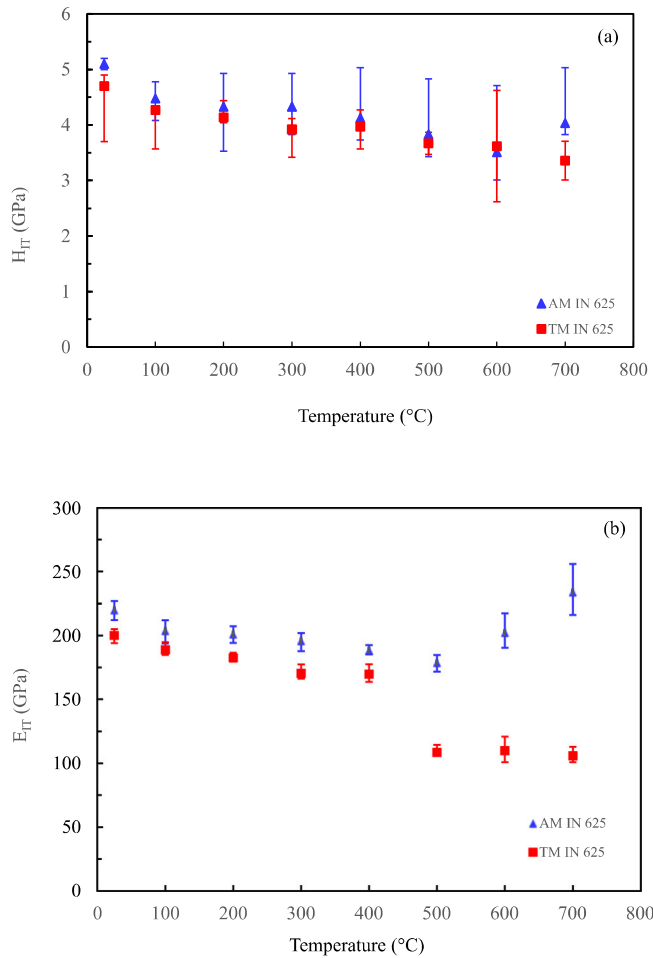 6
(a)
5
4
3
2
1
0
H_IT (GPa)
AM IN 625
TM IN 625
0 100 200 300 400 500 600 700 800
Temperature (°C)
300
(b)
250
200
150
100
50
0
E_IT (GPa)
AM IN 625
TM IN 625
0 100 200 300 400 500 600 700 800
Temperature (°C)